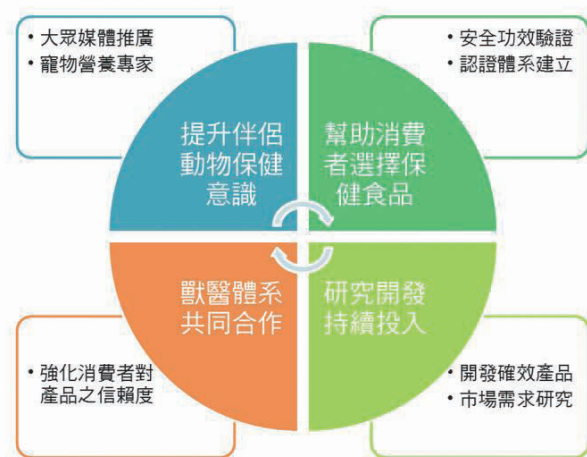 • 大眾媒體推廣
• 寵物營養專家
• 安全功效驗證
• 認證體系建立
提升伴侶
動物保健
意識
幫助消費
者選擇保
健食品
獸醫體系
共同合作
研究開發
持續投入
• 強化消費者對
產品之信賴度
• 開發確效產品
• 市場需求研究